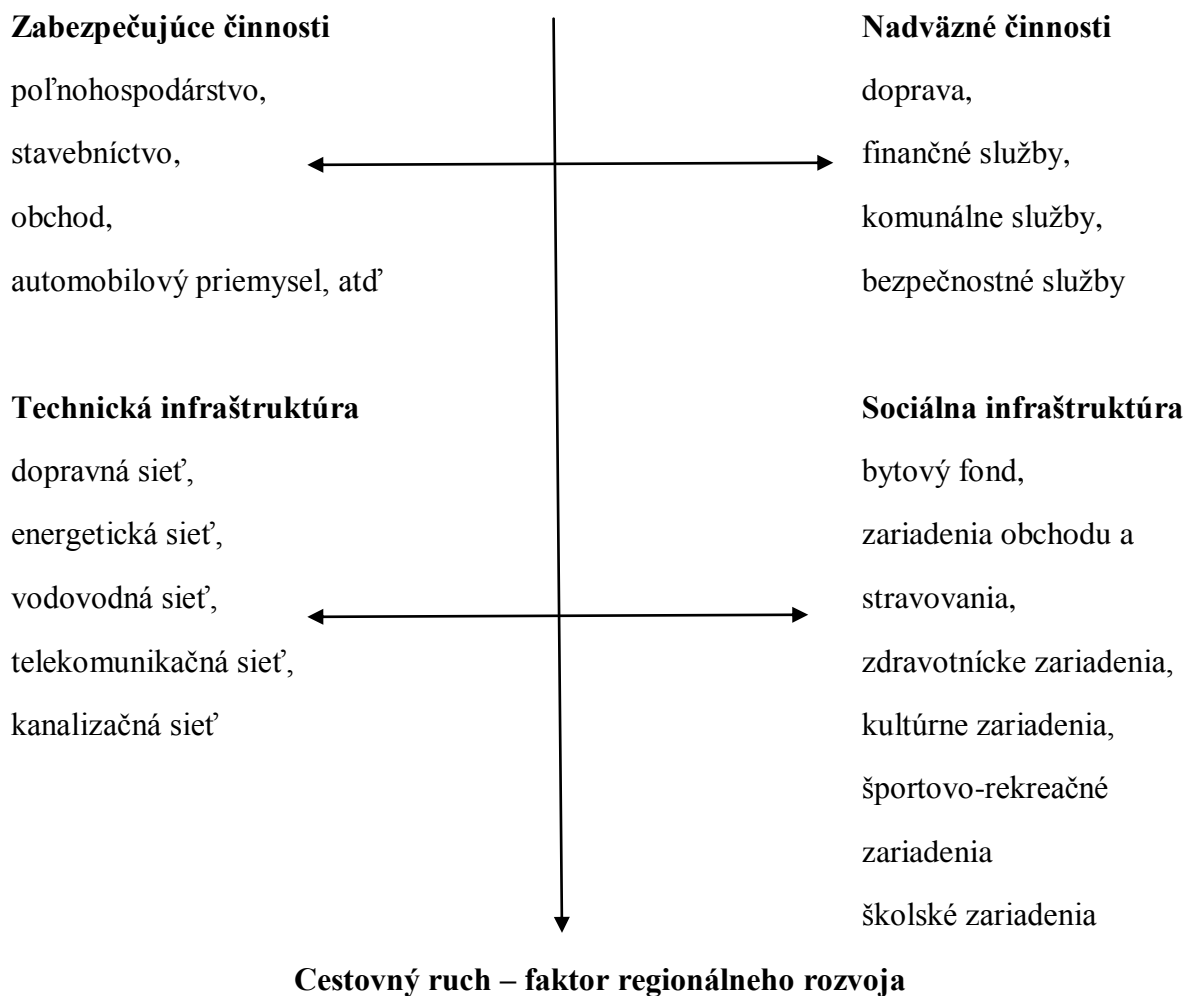 Zabezpečujúce činnosti
poľnohospodárstvo,
stavebníctvo,
obchod,
automobilový priemysel, atď
Nadväzné činnosti
doprava,
finančné služby,
komunálne služby,
bezpečnostné služby
Technická infraštruktúra
dopravná sieť,
energetická sieť,
vodovodná sieť,
telekomunikačná sieť,
kanalizačná sieť
Sociálna infraštruktúra
bytový fond,
zariadenia obchodu a
stravovania,
zdravotnícke zariadenia,
kultúrne zariadenia,
športovo-rekreačné
zariadenia
školské zariadenia
Cestovný ruch – faktor regionálneho rozvoja